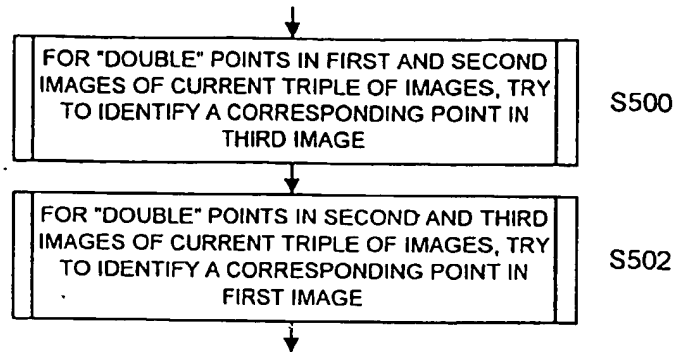 FOR "DOUBLE" POINTS IN FIRST AND SECOND
IMAGES OF CURRENT TRIPLE OF IMAGES, TRY
TO IDENTIFY A CORRESPONDING POINT IN
THIRD IMAGE
S500
FOR "DOUBLE" POINTS IN SECOND AND THIRD
IMAGES OF CURRENT TRIPLE OF IMAGES, TRY
TO IDENTIFY A CORRESPONDING POINT IN
FIRST IMAGE
S502